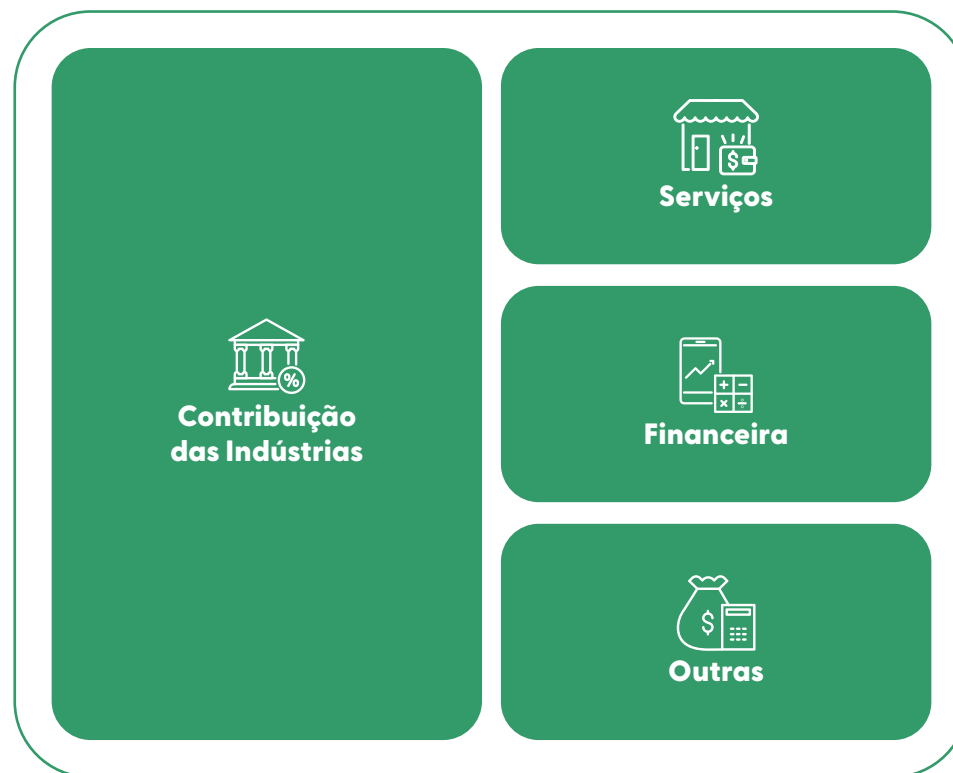 Contribuição
das Indústrias
Serviços
Financeira
Outras